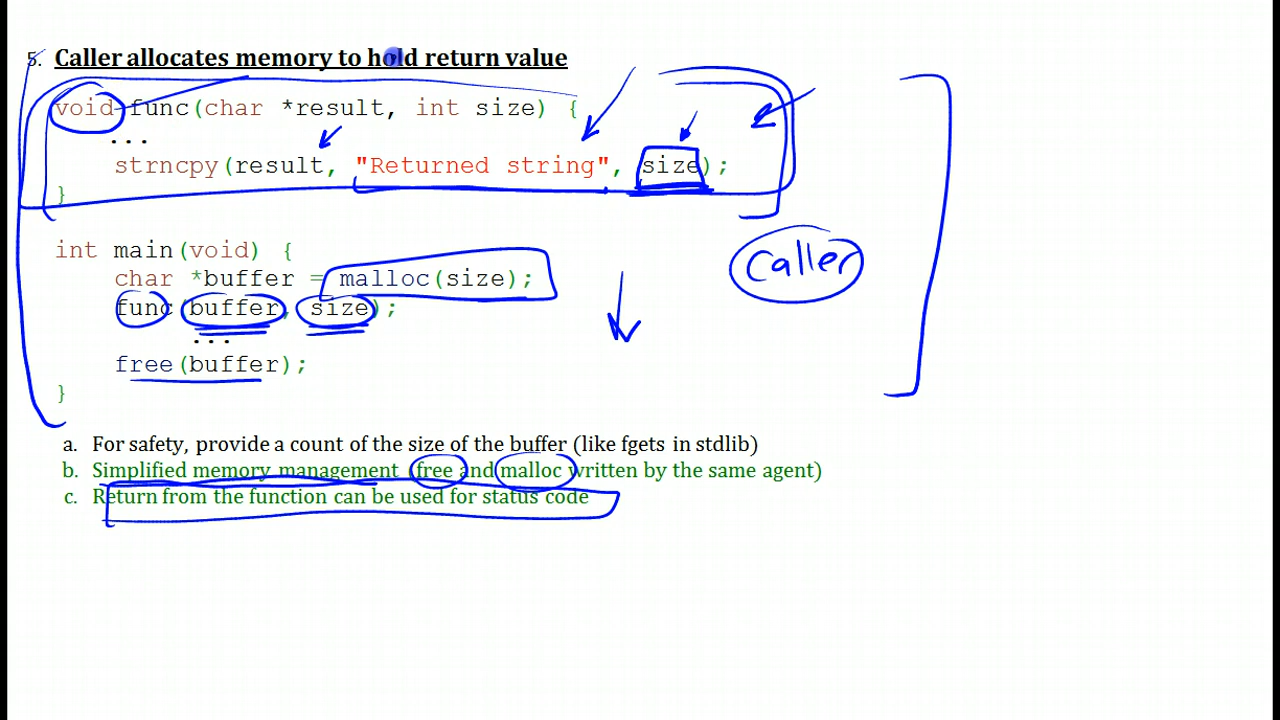 5. Caller allocates memory to hold return value
void func(char *result, int size) {
...
strncpy(result, "Returned string", size);
}
int main(void) {
char *buffer = malloc(size);
Caller
func(buffer, size);
...
free(buffer);
}
a. For safety, provide a count of the size of the buffer (like fgets in stdlib)
b. Simplified memory management (free and malloc written by the same agent)
c. Return from the function can be used for status code